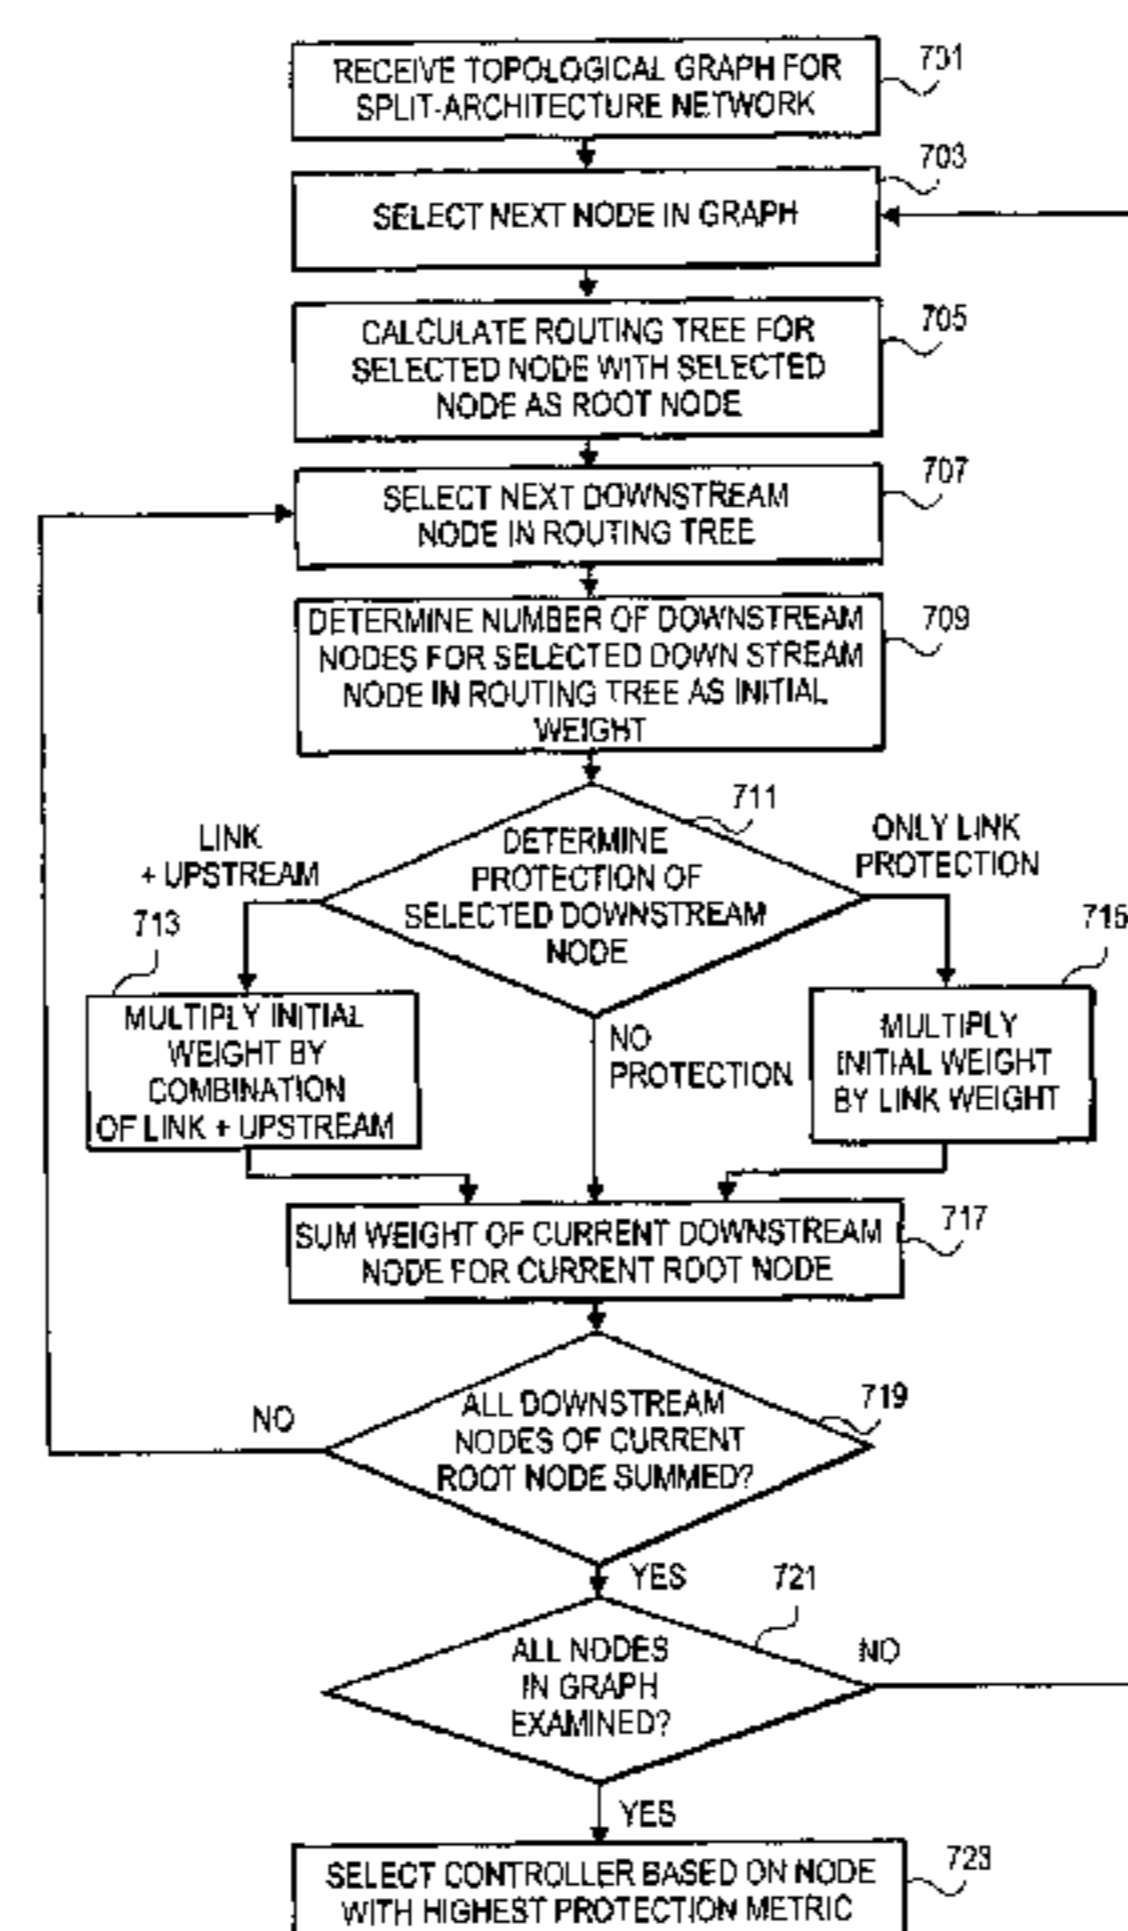 RECEIVE TOPOLOGICAL GRAPH FOR
SPLIT-ARCHITECTURE NETWORK
701
703
SELECT NEXT NODE IN GRAPH
705
CALCULATE ROUTING TREE FOR
SELECTED NODE WITH SELECTED
NODE AS ROOT NODE
707
SELECT NEXT DOWNSTREAM
NODE IN ROUTING TREE
709
DETERMINE NUMBER OF DOWNSTREAM
NODES FOR SELECTED DOWN STREAM
NODE IN ROUTING TREE AS INITIAL
WEIGHT
711
LINK
+ UPSTREAM
DETERMINE
PROTECTION OF
SELECTED DOWNSTREAM
NODE
ONLY LINK
PROTECTION
713
715
MULTIPLY INITIAL
WEIGHT BY
COMBINATION
OF LINK + UPSTREAM
NO
PROTECTION
MULTIPLY
INITIAL WEIGHT
BY LINK WEIGHT
717
SUM WEIGHT OF CURRENT DOWNSTREAM
NODE FOR CURRENT ROOT NODE
719
NO
ALL DOWNSTREAM
NODES OF CURRENT
ROOT NODE SUMMED?
YES
721
ALL NODES
IN GRAPH
EXAMINED?
NO
YES
723
SELECT CONTROLLER BASED ON NODE
WITH HIGHEST PROTECTION METRIC